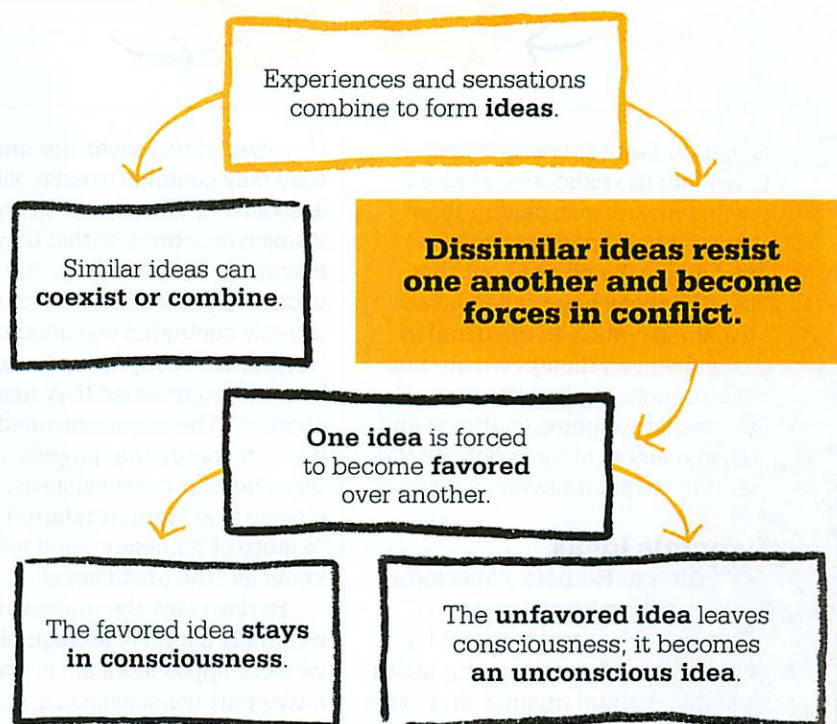 Experiences and sensations
combine to form ideas.
Similar ideas can
coexist or combine.
Dissimilar ideas resist
one another and become
forces in conflict.
One idea is forced
to become favored
over another.
The favored idea stays
in consciousness.
The unfavored idea leaves
consciousness; it becomes
an unconscious idea.